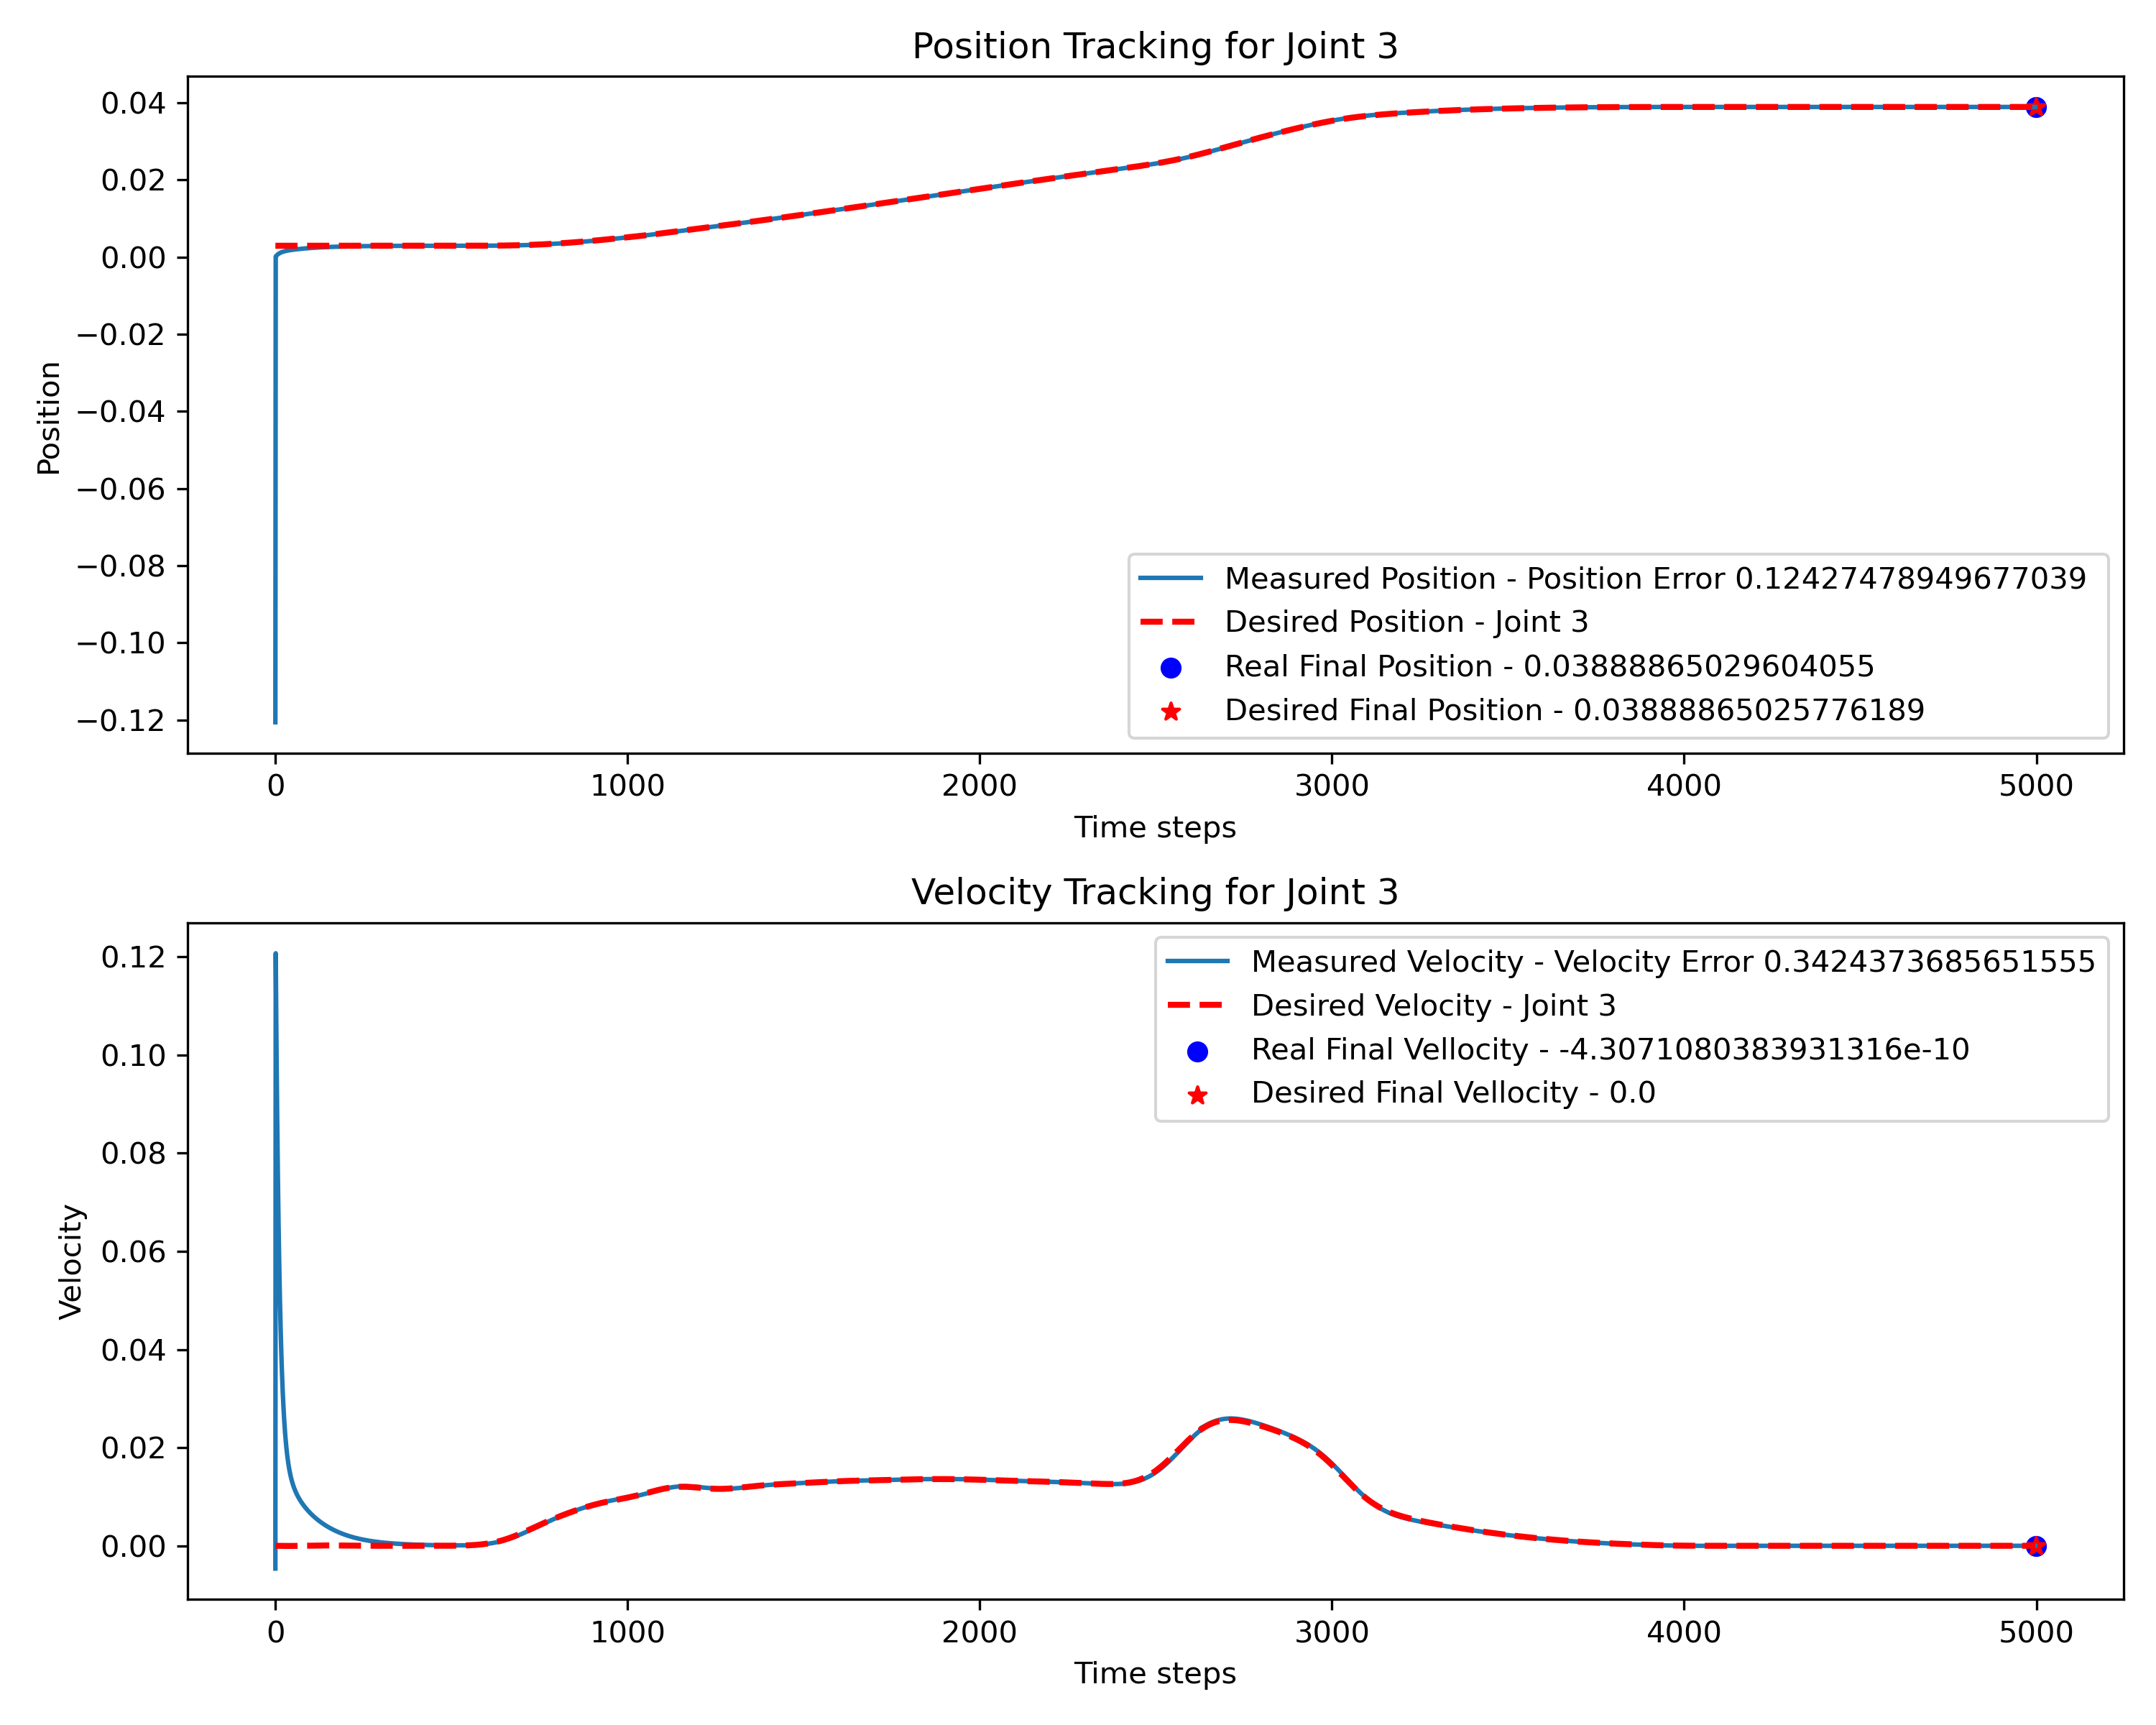 Position Tracking for Joint 3
0.04
0.02
0.00
−0.02
−0.04
−0.06
−0.08
−0.10
−0.12
Position
Measured Position - Position Error 0.12427478949677039
Desired Position - Joint 3
Real Final Position - 0.03888865029604055
Desired Final Position - 0.03888865025776189
0 1000 2000 3000 4000 5000
Time steps
Velocity Tracking for Joint 3
0.12
0.10
0.08
0.06
0.04
0.02
0.00
Velocity
Measured Velocity - Velocity Error 0.3424373685651555
Desired Velocity - Joint 3
Real Final Vellocity - -4.3071080383931316e-10
Desired Final Vellocity - 0.0
0 1000 2000 3000 4000 5000
Time steps